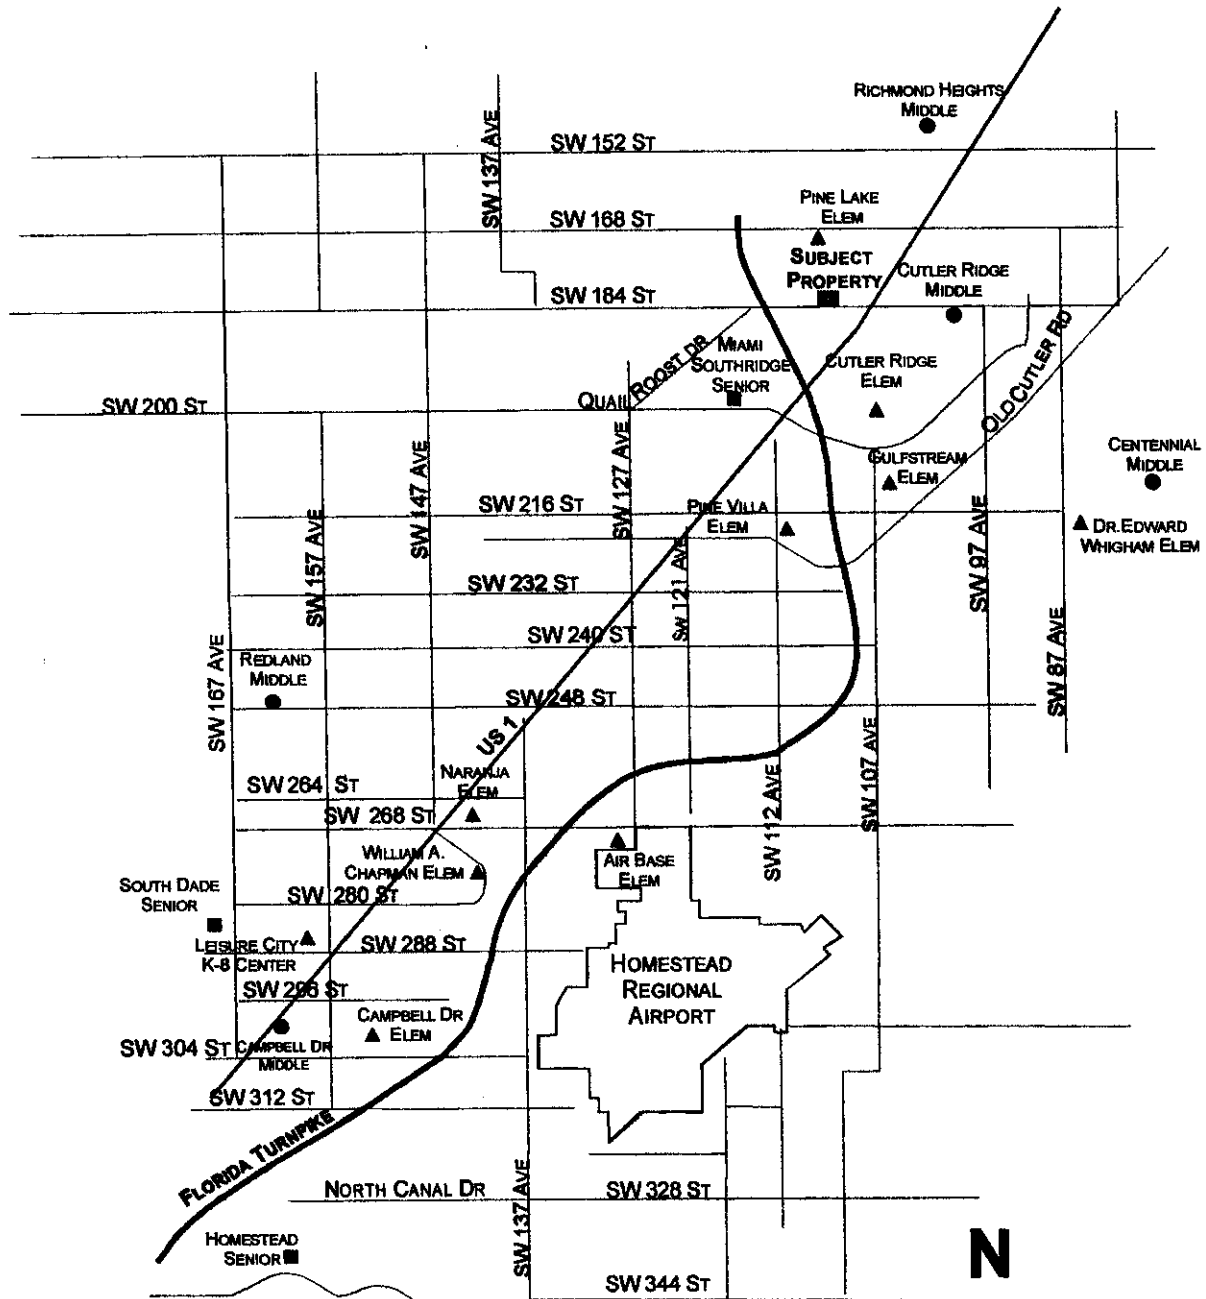 RICHMOND HEIGHTS
MIDDLE
SW 137 AVE
SW 152 ST
PINE LAKE
ELEM
SW 168 ST
SUBJECT
PROPERTY
CUTLER RIDGE
MIDDLE
SW 184 ST
QUAIL ROOST DR
MIAMI
SOUTHRIDGE
SENIOR
CUTLER RIDGE
ELEM
OLD CUTLER RD
SW 200 ST
SW 147 AVE
SW 127 AVE
GULFSTREAM
ELEM
CENTENNIAL
MIDDLE
SW 157 AVE
SW 216 ST
PINE VILLA
ELEM
SW 97 AVE
DR. EDWARD
WHIGHAM ELEM
SW 232 ST
SW 121 AVE
SW 240 ST
SW 167 AVE
REDLAND
MIDDLE
SW 87 AVE
SW 248 ST
US 1
SW 107 AVE
SW 112 AVE
NARANJA
ELEM
SW 264 ST
SW 268 ST
WILLIAM A.
CHAPMAN ELEM
AIR BASE
ELEM
SOUTH DADE
SENIOR
SW 280 ST
LEISURE CITY
K-8 CENTER
SW 288 ST
HOMESTEAD
REGIONAL
AIRPORT
SW 296 ST
CAMPBELL DR
ELEM
SW 304 ST
CAMPBELL DR
MIDDLE
SW 312 ST
FLORIDA TURNPIKE
NORTH CANAL DR
SW 137 AVE
SW 328 ST
HOMESTEAD
SENIOR
N
SW 344 ST